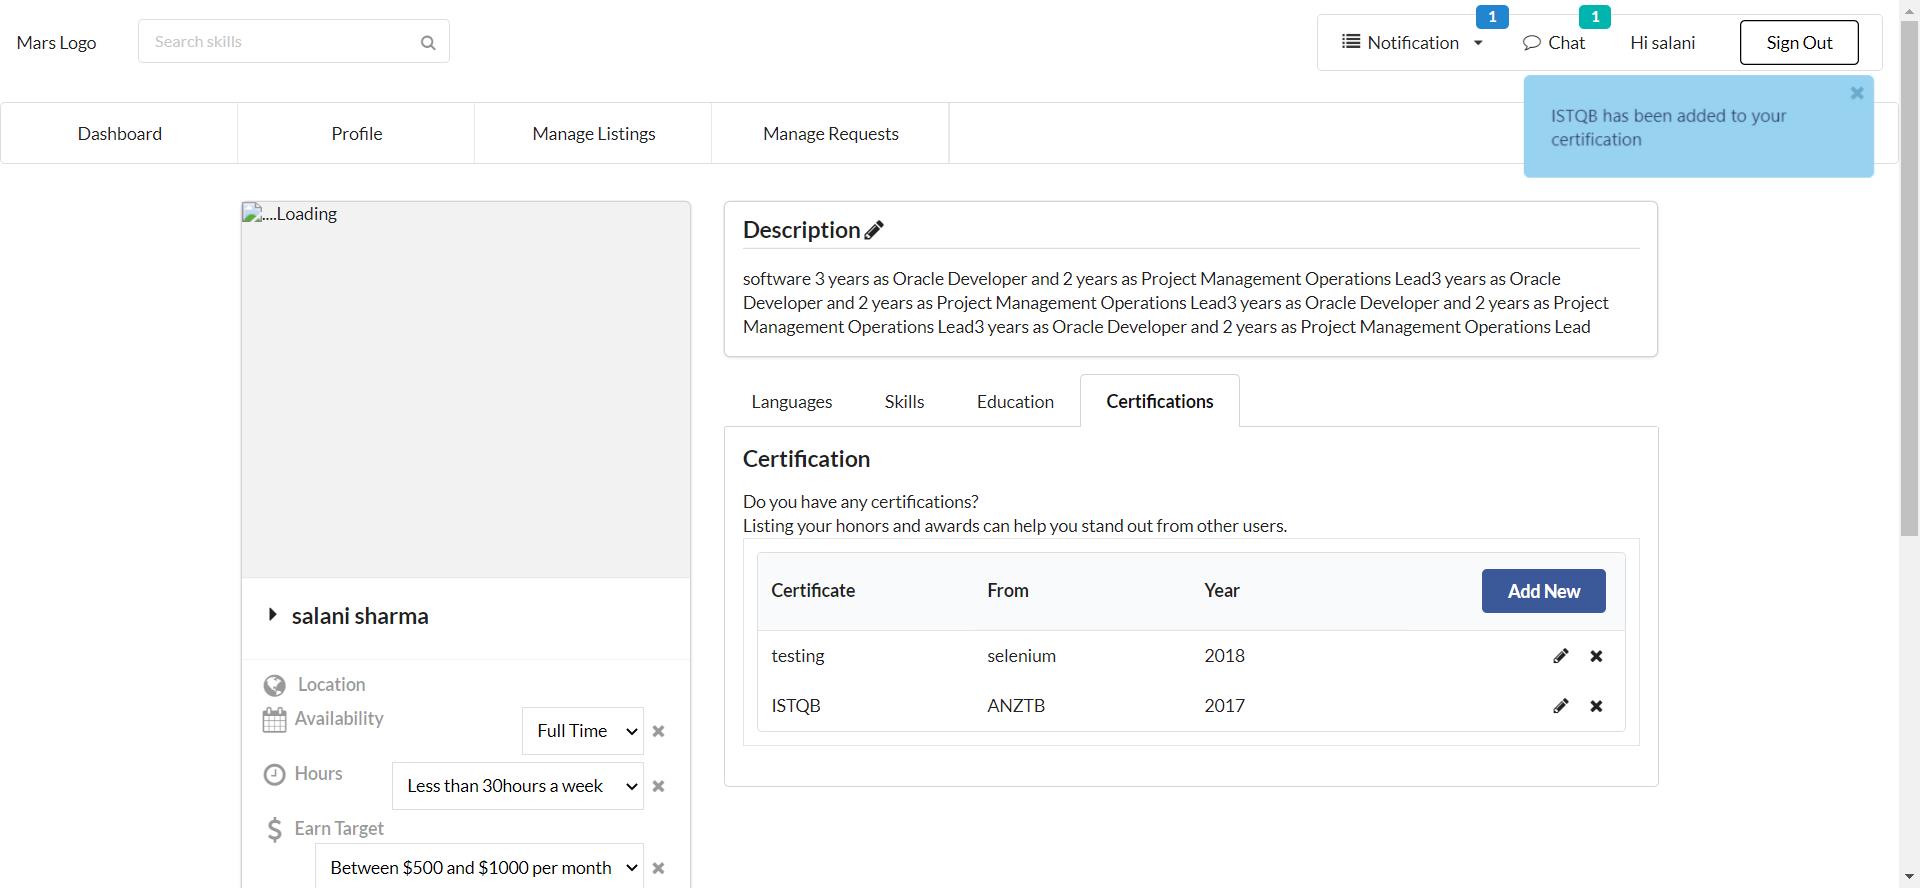 Mars Logo
Search skills
Notification
1
Chat
1
Hi salani
Sign Out
Dashboard
Profile
Manage Listings
Manage Requests
ISTQB has been added to your
certification
....Loading
salani sharma
Location
Availability
Full Time
Hours
Less than 30hours a week
Earn Target
Between $500 and $1000 per month
Description
software 3 years as Oracle Developer and 2 years as Project Management Operations Lead3 years as Oracle
Developer and 2 years as Project Management Operations Lead3 years as Oracle Developer and 2 years as Project
Management Operations Lead3 years as Oracle Developer and 2 years as Project Management Operations Lead
Languages
Skills
Education
Certifications
Certification
Do you have any certifications?
Listing your honors and awards can help you stand out from other users.
Certificate From Year Add New
testing selenium 2018
ISTQB ANZTB 2017